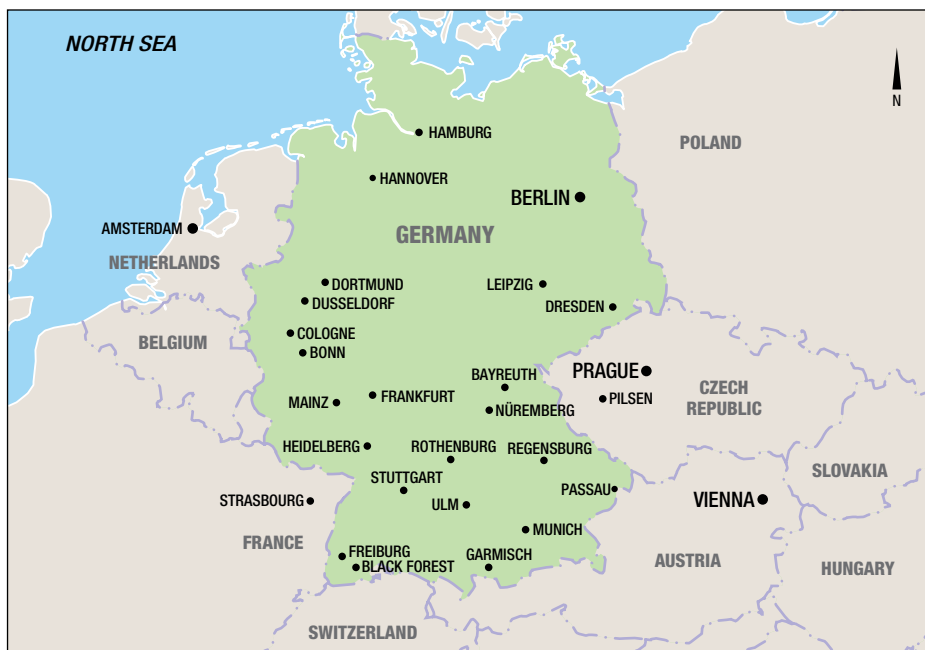 NORTH SEA
N
HAMBURG
POLAND
HANNOVER
BERLIN
AMSTERDAM
GERMANY
NETHERLANDS
DORTMUND
LEIPZIG
DUSSELDORF
DRESDEN
COLOGNE
BELGIUM
BONN
PRAGUE
BAYREUTH
CZECH
REPUBLIC
FRANKFURT
PILSEN
MAINZ
NÜREMBERG
HEIDELBERG
ROTHENBURG
REGENSBURG
SLOVAKIA
STUTTGART
PASSAU
STRASBOURG
ULM
VIENNA
MUNICH
FRANCE
FREIBURG
GARMISCH
AUSTRIA
BLACK FOREST
HUNGARY
SWITZERLAND